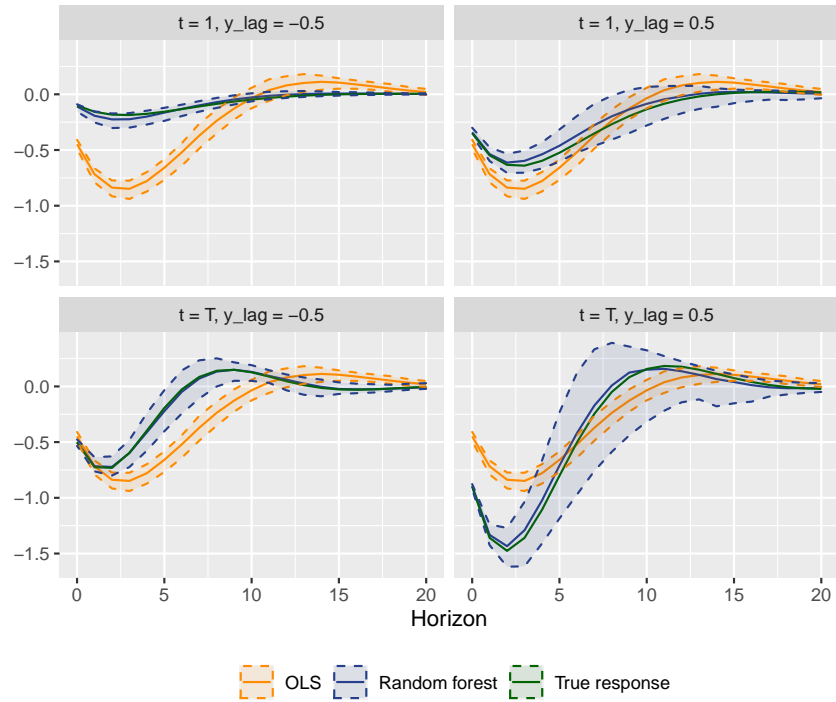 t = 1, y_lag = −0.5
t = 1, y_lag = 0.5
0.0
−0.5
−1.0
−1.5
t = T, y_lag = −0.5
t = T, y_lag = 0.5
0.0
−0.5
−1.0
−1.5
0 5 10 15 20 0 5 10 15 20
Horizon
OLS Random forest True response